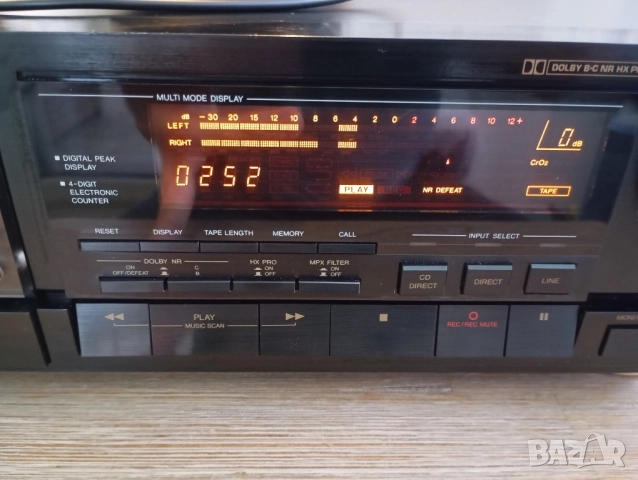 DOLBY B-C NR HX
MULTI MODE DISPLAY
dB -30 20 15 12 10 8 6 4 2 0 2 4 6 8 10 12+
LEFT
RIGHT
0 dB
CrO2
0252
PLAY NR DEFEAT TAPE
DIGITAL PEAK
DISPLAY
4-DIGIT
ELECTRONIC
COUNTER
RESET DISPLAY TAPE LENGTH MEMORY CALL
INPUT SELECT
DOLBY NR HX PRO MPX FILTER
ON
OFF/DEFEAT
C
B
ON
OFF
ON
OFF
CD
DIRECT
DIRECT
LINE
PLAY
MUSIC SCAN
REC/REC MUTE
BAZAR.bg